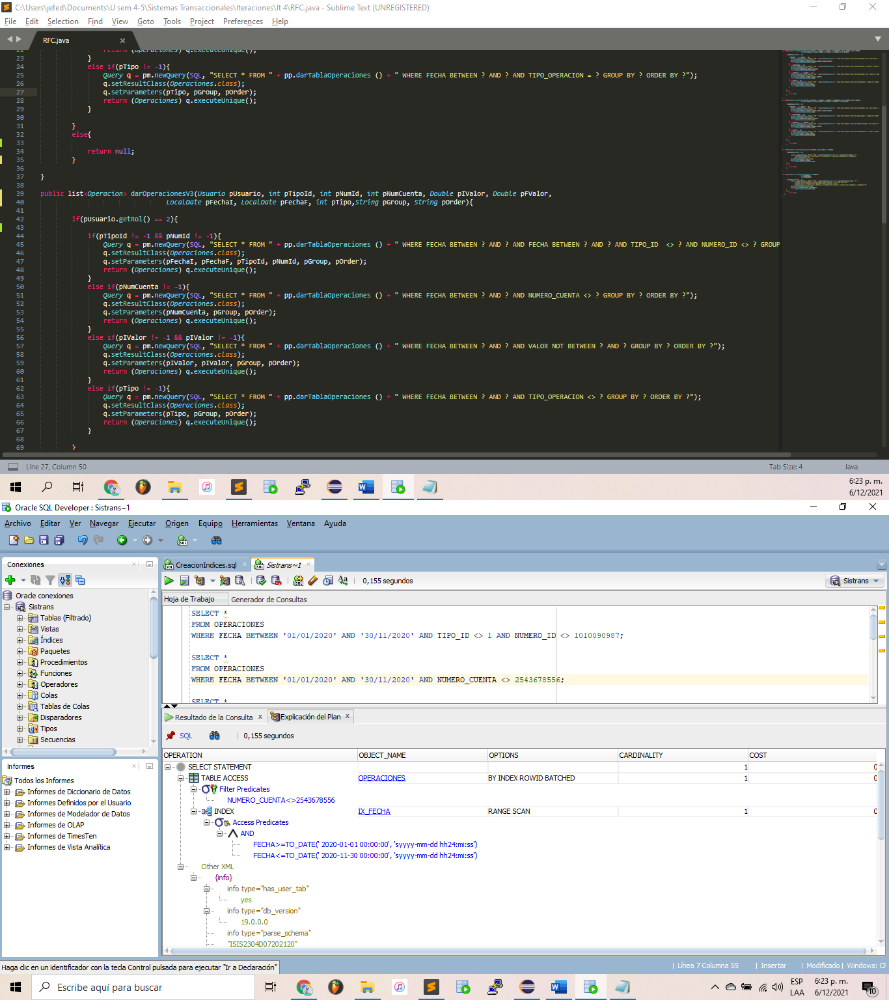 C:\Users\jefed\Documents\U sem 4-5\Sistemas Transaccionales\Iteraciones\It 4\RFC.java - Sublime Text (UNREGISTERED)
File Edit Selection Find View Goto Tools Project Preferences Help
RFC.java
22 return (Operaciones) q.executeUnique();
23 }
24 else if(pTipo != -1){
25 Query q = pm.newQuery(SQL, "SELECT * FROM " + pp.darTablaOperaciones () + " WHERE FECHA BETWEEN ? AND ? AND TIPO_OPERACION = ? GROUP BY ? ORDER BY ?");
26 q.setResultClass(Operaciones.class);
27 q.setParameters(pTipo, pGroup, pOrder);
28 return (Operaciones) q.executeUnique();
29 }
30
31 }
32 else{
33
34 return null;
35 }
36
37 }
38
39 public list<Operacion> darOperacionesV3(Usuario pUsuario, int pTipoId, int pNumId, int pNumCuenta, Double pIValor, Double pFValor,
40 LocalDate pFechaI, LocalDate pFechaF, int pTipo,String pGroup, String pOrder){
41
42 if(pUsuario.getRol() == 2){
43
44 if(pTipoId != -1 && pNumId != -1){
45 Query q = pm.newQuery(SQL, "SELECT * FROM " + pp.darTablaOperaciones () + " WHERE FECHA BETWEEN ? AND ? AND FECHA BETWEEN ? AND ? AND TIPO_ID  <> ? AND NUMERO_ID <> ? GROUP
46 q.setResultClass(Operaciones.class);
47 q.setParameters(pFechaI, pFechaF, pTipoId, pNumId, pGroup, pOrder);
48 return (Operaciones) q.executeUnique();
49 }
50 else if(pNumCuenta != -1){
51 Query q = pm.newQuery(SQL, "SELECT * FROM " + pp.darTablaOperaciones () + " WHERE FECHA BETWEEN ? AND ? AND NUMERO_CUENTA <> ? GROUP BY ? ORDER BY ?");
52 q.setResultClass(Operaciones.class);
53 q.setParameters(pNumCuenta, pGroup, pOrder);
54 return (Operaciones) q.executeUnique();
55 }
56 else if(pIValor != -1 && pIValor != -1){
57 Query q = pm.newQuery(SQL, "SELECT * FROM " + pp.darTablaOperaciones () + " WHERE FECHA BETWEEN ? AND ? AND VALOR NOT BETWEEN ? AND ? GROUP BY ? ORDER BY ?");
58 q.setResultClass(Operaciones.class);
59 q.setParameters(pIValor, pIValor, pGroup, pOrder);
60 return (Operaciones) q.executeUnique();
61 }
62 else if(pTipo != -1){
63 Query q = pm.newQuery(SQL, "SELECT * FROM " + pp.darTablaOperaciones () + " WHERE FECHA BETWEEN ? AND ? AND TIPO_OPERACION <> ? GROUP BY ? ORDER BY ?");
64 q.setResultClass(Operaciones.class);
65 q.setParameters(pTipo, pGroup, pOrder);
66 return (Operaciones) q.executeUnique();
67 }
68
69 }
Line 27, Column 50 Tab Size: 4 Java
6:23 p. m.
6/12/2021
Oracle SQL Developer : Sistrans~1
Archivo Editar Ver Navegar Ejecutar Origen Equipo Herramientas Ventana Ayuda
Conexiones
Oracle conexiones
Sistrans
Tablas (Filtrado)
Vistas
Índices
Paquetes
Procedimientos
Funciones
Operadores
Colas
Tablas de Colas
Disparadores
Tipos
Secuencias
Informes
Todos los Informes
Informes de Diccionario de Datos
Informes Definidos por el Usuario
Informes de Modelador de Datos
Informes de OLAP
Informes de TimesTen
Informes de Vista Analítica
CreacionIndices.sql Sistrans~1
0,155 segundos Sistrans
Hoja de Trabajo Generador de Consultas
SELECT *
FROM OPERACIONES
WHERE FECHA BETWEEN '01/01/2020' AND '30/11/2020' AND TIPO_ID <> 1 AND NUMERO_ID <> 1010090987;
SELECT *
FROM OPERACIONES
WHERE FECHA BETWEEN '01/01/2020' AND '30/11/2020' AND NUMERO_CUENTA <> 2543678556;
SELECT *
Resultado de la Consulta x Explicación del Plan x
SQL 0,155 segundos
OPERATION OBJECT_NAME OPTIONS CARDINALITY COST
SELECT STATEMENT 1 0
TABLE ACCESS OPERACIONES BY INDEX ROWID BATCHED 1 0
Filter Predicates
NUMERO_CUENTA<>2543678556
INDEX IX_FECHA RANGE SCAN 1 0
Access Predicates
AND
FECHA>=TO_DATE(' 2020-01-01 00:00:00', 'syyyy-mm-dd hh24:mi:ss')
FECHA<=TO_DATE(' 2020-11-30 00:00:00', 'syyyy-mm-dd hh24:mi:ss')
Other XML
{info}
info type="has_user_tab"
yes
info type="db_version"
19.0.0.0
info type="parse_schema"
"ISIS2304D07202120"
Haga clic en un identificador con la tecla Control pulsada para ejecutar "Ir a Declaración" Línea 7 Columna 55 Insertar Modificado Windows: CF
Escribe aquí para buscar
ESP
LAA
6:23 p. m.
6/12/2021
10